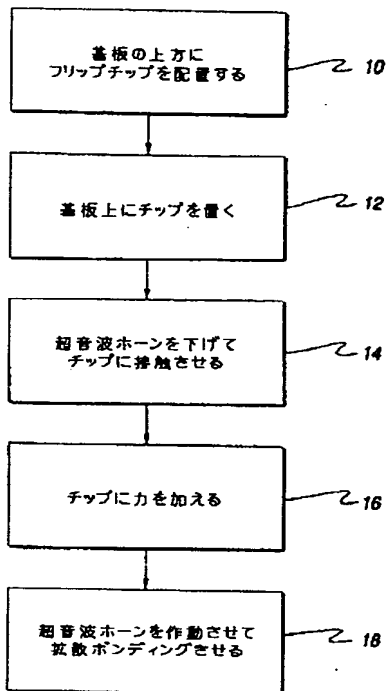 基板の上方に
フリップチップを配置する
10
基板上にチップを置く
12
超音波ホーンを下げて
チップに接触させる
14
チップに力を加える
16
超音波ホーンを作動させて
拡散ボンディングさせる
18